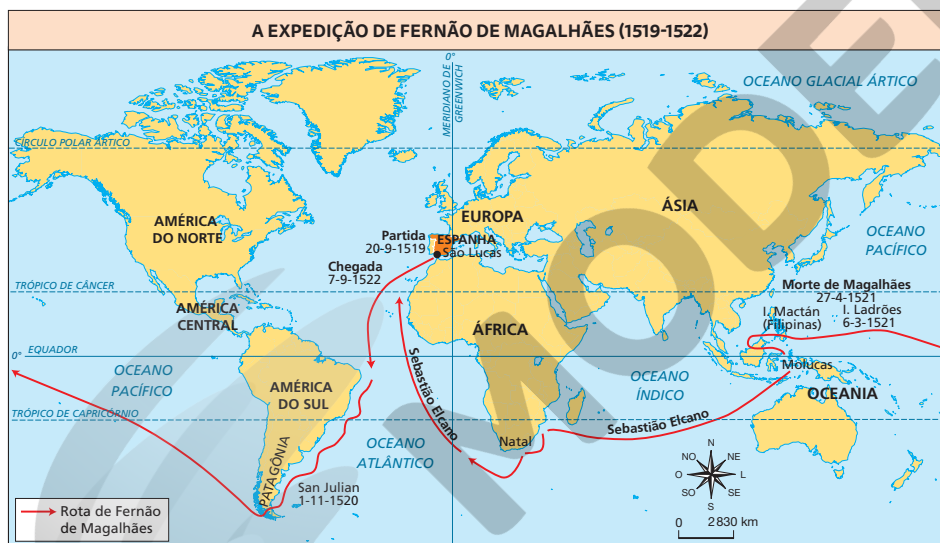 A EXPEDIÇÃO DE FERNÃO DE MAGALHÃES (1519-1522)
0°
MERIDIANO DE
GREENWICH
OCEANO GLACIAL ÁRTICO
CÍRCULO POLAR ÁRTICO
AMÉRICA
DO NORTE
EUROPA
ÁSIA
Partida
20-9-1519
ESPANHA
São Lucas
OCEANO
PACÍFICO
Chegada
7-9-1522
TRÓPICO DE CÂNCER
Morte de Magalhães
27-4-1521
I. Mactán
(Filipinas)
I. Ladrões
6-3-1521
AMÉRICA
CENTRAL
ÁFRICA
0° EQUADOR
OCEANO
PACÍFICO
AMÉRICA
DO SUL
Sebastião Elcano
OCEANO
ÍNDICO
Molucas
OCEANIA
TRÓPICO DE CAPRICÓRNIO
Sebastião Elcano
OCEANO
ATLÂNTICO
Natal
PATAGÔNIA
San Julian
1-11-1520
N
NO
NE
O
L
SO
SE
S
Rota de Fernão
de Magalhães
0 2 830 km
MODE